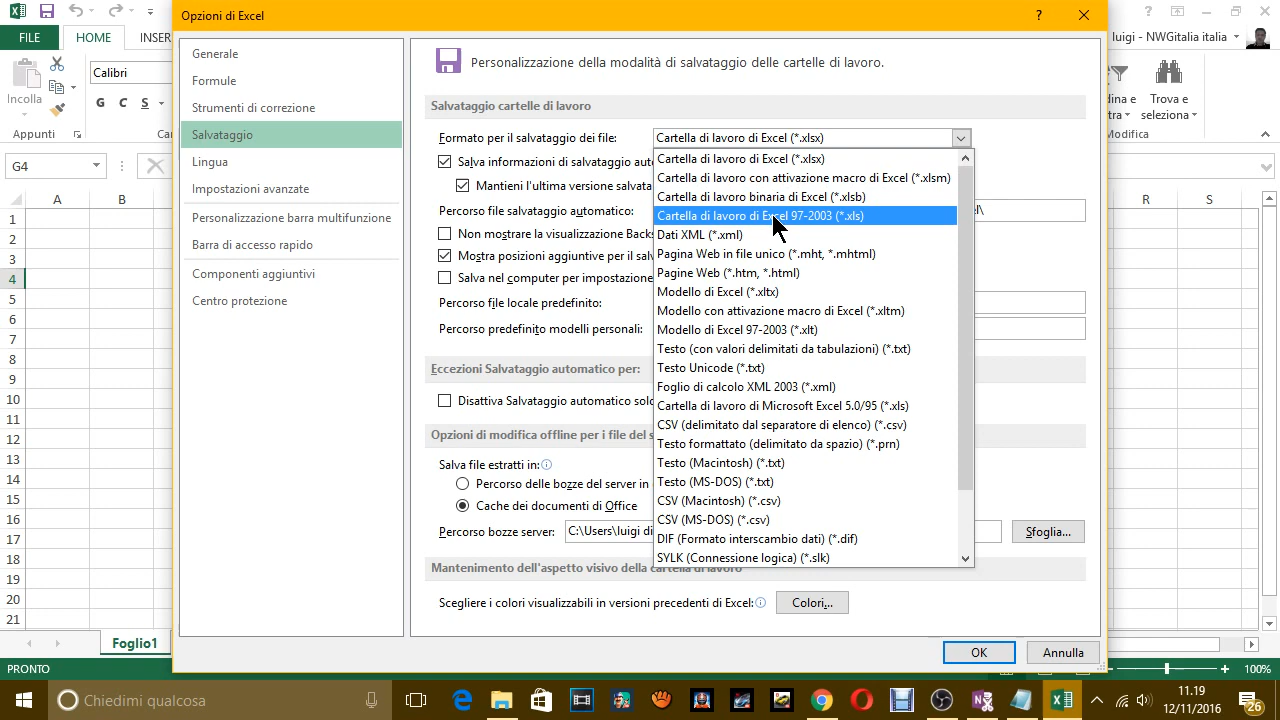 Opzioni di Excel
?
?
FILE
HOME
INSER
luigi - NWGitalia italia
Incolla
Calibri
G C S
Appunti
Car
dina e
tra
Trova e
seleziona
Modifica
G4
A
B
R
S
1
2
3
4
5
6
7
8
9
10
11
12
13
14
15
16
17
18
19
20
21
Generale
Formule
Strumenti di correzione
Salvataggio
Lingua
Impostazioni avanzate
Personalizzazione barra multifunzione
Barra di accesso rapido
Componenti aggiuntivi
Centro protezione
Personalizzazione della modalità di salvataggio delle cartelle di lavoro.
Salvataggio cartelle di lavoro
Formato per il salvataggio dei file:
Cartella di lavoro di Excel (*.xlsx)
Salva informazioni di salvataggio auto
Mantieni l'ultima versione salvata
Percorso file salvataggio automatico:
el\
Non mostrare la visualizzazione Backs
Mostra posizioni aggiuntive per il salv
Salva nel computer per impostazione
Percorso file locale predefinito:
Percorso predefinito modelli personali:
Eccezioni Salvataggio automatico per:
Disattiva Salvataggio automatico solo
Opzioni di modifica offline per i file del s
Salva file estratti in:
Percorso delle bozze del server in
Cache dei documenti di Office
Percorso bozze server:
C:\Users\luigi di
Sfoglia...
Mantenimento dell'aspetto visivo della cartella di lavoro
Scegliere i colori visualizzabili in versioni precedenti di Excel:
Colori...
Cartella di lavoro di Excel (*.xlsx)
Cartella di lavoro con attivazione macro di Excel (*.xlsm)
Cartella di lavoro binaria di Excel (*.xlsb)
Cartella di lavoro di Excel 97-2003 (*.xls)
Dati XML (*.xml)
Pagina Web in file unico (*.mht, *.mhtml)
Pagine Web (*.htm, *.html)
Modello di Excel (*.xltx)
Modello con attivazione macro di Excel (*.xltm)
Modello di Excel 97-2003 (*.xlt)
Testo (con valori delimitati da tabulazioni) (*.txt)
Testo Unicode (*.txt)
Foglio di calcolo XML 2003 (*.xml)
Cartella di lavoro di Microsoft Excel 5.0/95 (*.xls)
CSV (delimitato dal separatore di elenco) (*.csv)
Testo formattato (delimitato da spazio) (*.prn)
Testo (Macintosh) (*.txt)
Testo (MS-DOS) (*.txt)
CSV (Macintosh) (*.csv)
CSV (MS-DOS) (*.csv)
DIF (Formato interscambio dati) (*.dif)
SYLK (Connessione logica) (*.slk)
OK
Annulla
Foglio1
PRONTO
100%
Chiedimi qualcosa
11.19
12/11/2016
26